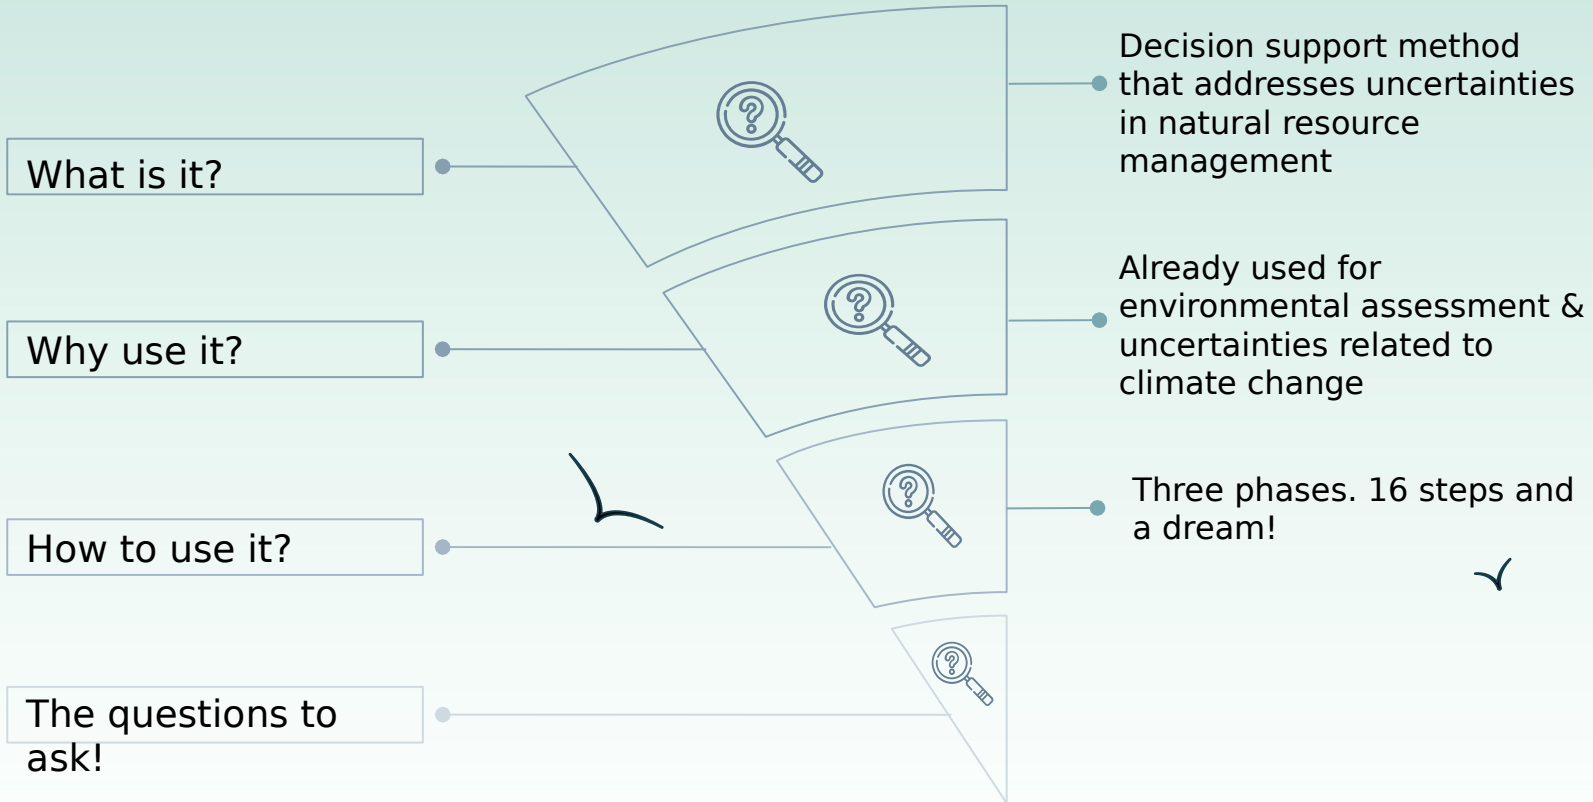 What is it?
Decision support method
that addresses uncertainties
in natural resource
management
Why use it?
Already used for
environmental assessment &
uncertainties related to
climate change
How to use it?
Three phases. 16 steps and
a dream!
The questions to
ask!